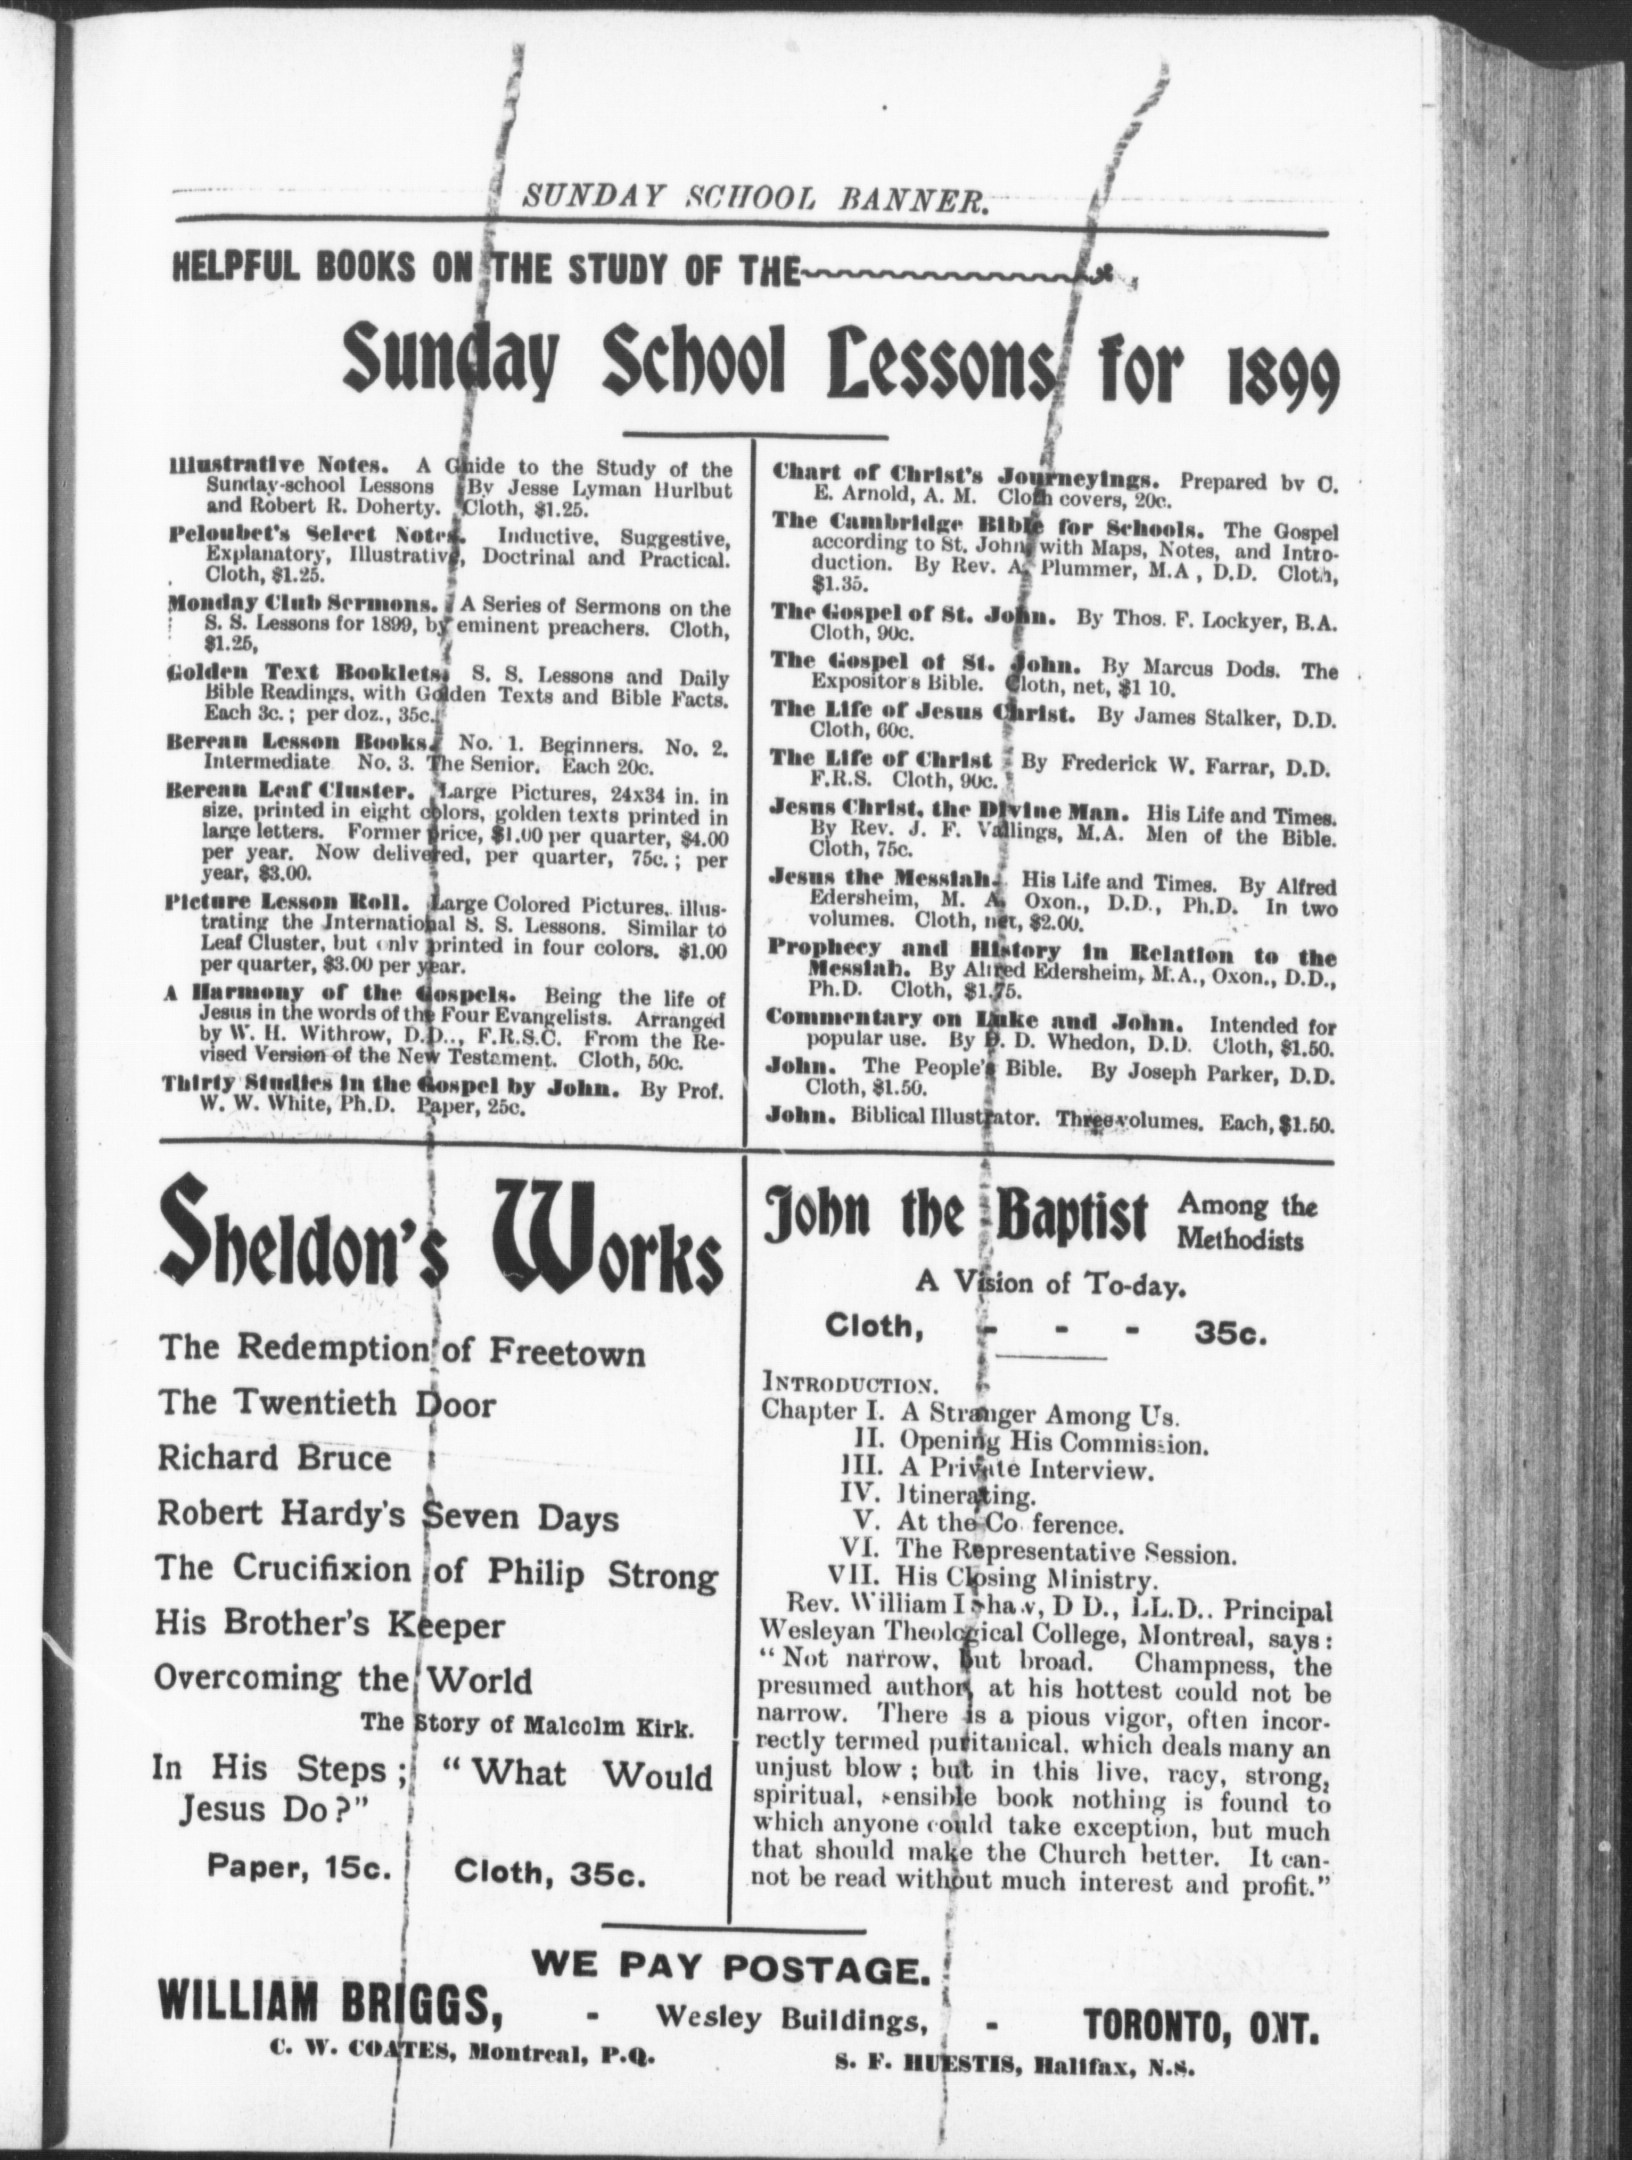 SUNDAY SCHOOL BANNER.
HELPFUL BOOKS ON THE STUDY OF THE
Sunday School Lessons for 1899
Illustrative Notes. A Guide to the Study of the
Sunday-school Lessons By Jesse Lyman Hurlbut
and Robert R. Doherty. Cloth, $1.25.
Peloubet's Select Notes. Inductive, Suggestive,
Explanatory, Illustrative, Doctrinal and Practical.
Cloth, $1.25.
Monday Club Sermons. A Series of Sermons on the
S. S. Lessons for 1899, by eminent preachers. Cloth,
$1.25,
Golden Text Booklets. S. S. Lessons and Daily
Bible Readings, with Golden Texts and Bible Facts.
Each 3c.; per doz., 35c.
Berean Lesson Books. No. 1. Beginners. No. 2.
Intermediate No. 3. The Senior. Each 20c.
Berean Leaf Cluster. Large Pictures, 24x34 in. in
size, printed in eight colors, golden texts printed in
large letters. Former price, $1.00 per quarter, $4.00
per year. Now delivered, per quarter, 75c.; per
year, $3.00.
Picture Lesson Roll. Large Colored Pictures, illus-
trating the International S. S. Lessons. Similar to
Leaf Cluster, but only printed in four colors. $1.00
per quarter, $3.00 per year.
A Harmony of the Gospels. Being the life of
Jesus in the words of the Four Evangelists. Arranged
by W. H. Withrow, D.D.., F.R.S.C. From the Re-
vised Version of the New Testament. Cloth, 50c.
Thirty Studies in the Gospel by John. By Prof.
W. W. White, Ph.D. Paper, 25c.
Chart of Christ's Journeyings. Prepared by C.
E. Arnold, A. M. Cloth covers, 20c.
The Cambridge Bible for Schools. The Gospel
according to St. John, with Maps, Notes, and Intro-
duction. By Rev. A. Plummer, M.A, D.D. Cloth,
$1.35.
The Gospel of St. John. By Thos. F. Lockyer, B.A.
Cloth, 90c.
The Gospel of St. John. By Marcus Dods. The
Expositor's Bible. Cloth, net, $1 10.
The Life of Jesus Christ. By James Stalker, D.D.
Cloth, 60c.
The Life of Christ By Frederick W. Farrar, D.D.
F.R.S. Cloth, 90c.
Jesus Christ, the Divine Man. His Life and Times.
By Rev. J. F. Vallings, M.A. Men of the Bible.
Cloth, 75c.
Jesus the Messiah. His Life and Times. By Alfred
Edersheim, M. A. Oxon., D.D., Ph.D. In two
volumes. Cloth, net, $2.00.
Prophecy and History in Relation to the
Messiah. By Alfred Edersheim, M.A., Oxon., D.D.,
Ph.D. Cloth, $1.75.
Commentary on Luke and John. Intended for
popular use. By D. D. Whedon, D.D. Cloth, $1.50.
John. The People's Bible. By Joseph Parker, D.D.
Cloth, $1.50.
John. Biblical Illustrator. Three volumes. Each, $1.50.
Sheldon's Works
The Redemption of Freetown
The Twentieth Door
Richard Bruce
Robert Hardy's Seven Days
The Crucifixion of Philip Strong
His Brother's Keeper
Overcoming the World
The Story of Malcolm Kirk.
In His Steps; "What Would
Jesus Do?"
Paper, 15c. Cloth, 35c.
John the Baptist Among the
Methodists
A Vision of To-day.
Cloth, - - - 35c.
INTRODUCTION.
Chapter I. A Stranger Among Us.
II. Opening His Commission.
III. A Private Interview.
IV. Itinerating.
V. At the Co ference.
VI. The Representative Session.
VII. His Closing Ministry.
Rev. William I Shaw, D D., LL.D.. Principal
Wesleyan Theological College, Montreal, says:
"Not narrow, but broad. Champness, the
presumed author, at his hottest could not be
narrow. There is a pious vigor, often incor-
rectly termed puritanical, which deals many an
unjust blow; but in this live, racy, strong,
spiritual, sensible book nothing is found to
which anyone could take exception, but much
that should make the Church better. It can-
not be read without much interest and profit."
WE PAY POSTAGE.
WILLIAM BRIGGS, - Wesley Buildings, - TORONTO, ONT.
C. W. COATES, Montreal, P.Q. S. F. HUESTIS, Halifax, N.S.